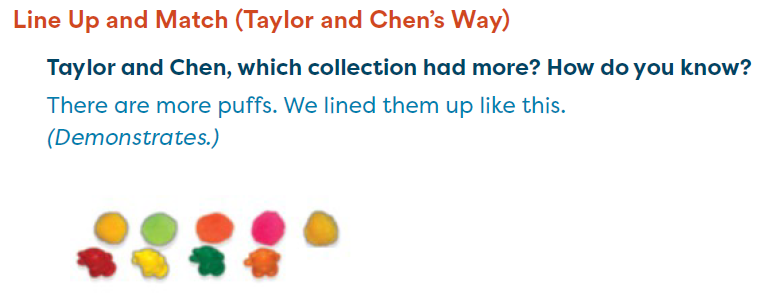 Line Up and Match (Taylor and Chen’s Way)
Taylor and Chen, which collection had more? How do you know?
There are more puffs. We lined them up like this.
(Demonstrates.)